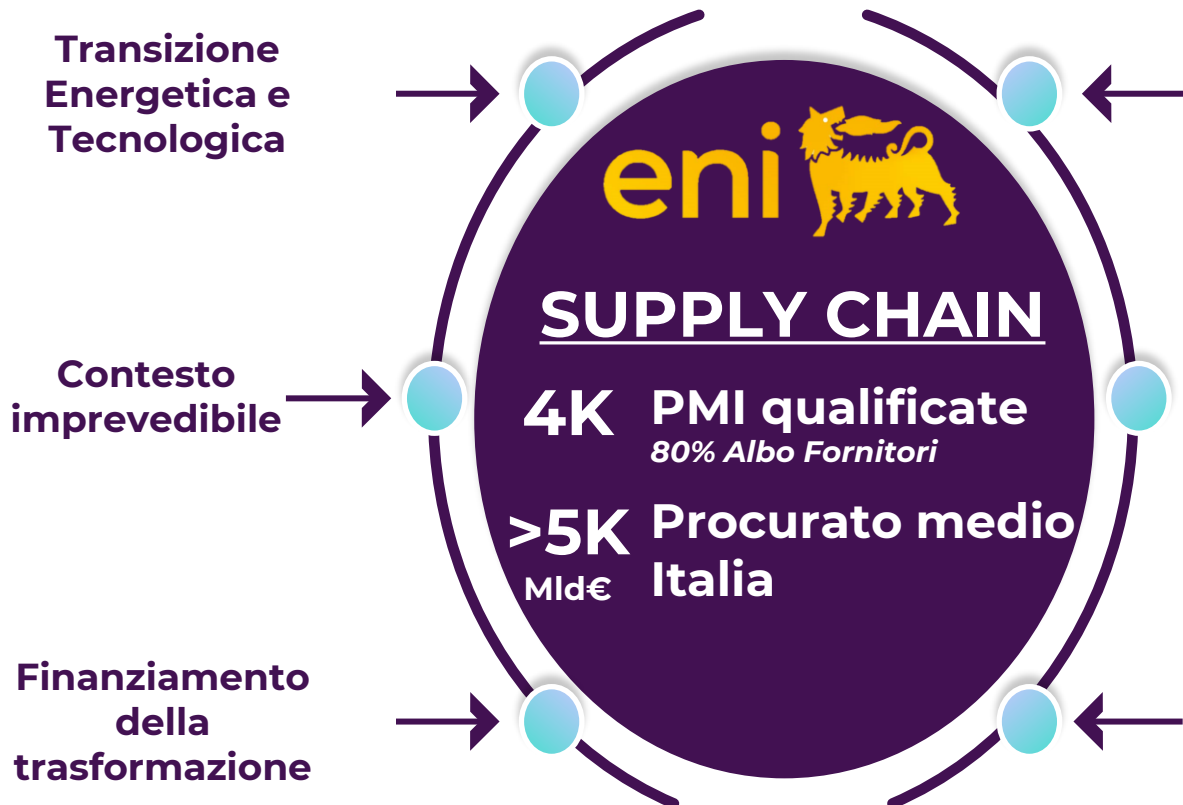 Transizione
Energetica e
Tecnologica
Contesto
imprevedibile
Finanziamento
della
trasformazione
eni
SUPPLY CHAIN
4K PMI qualificate
80% Albo Fornitori
>5K Procurato medio
Mld€ Italia